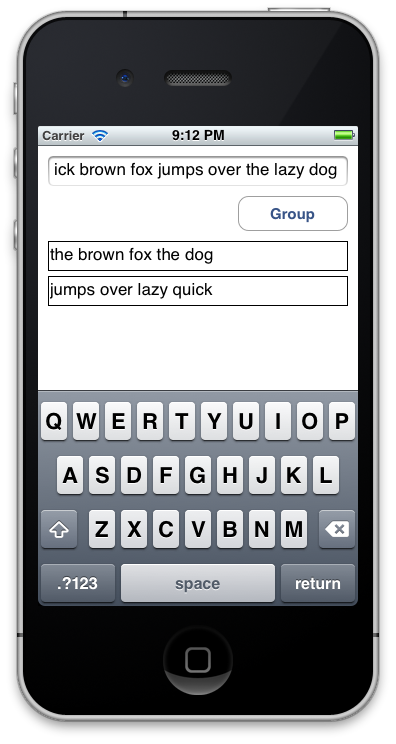 Carrier 9:12 PM
ick brown fox jumps over the lazy dog
Group
the brown fox the dog
jumps over lazy quick
Q W E R T Y U I O P
A S D F G H J K L
Z X C V B N M
.?123 space return